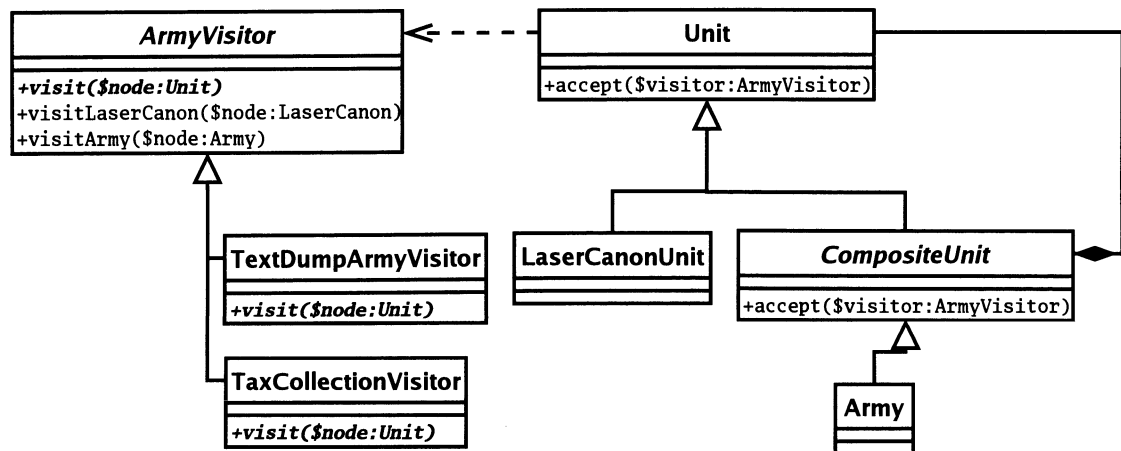 ArmyVisitor
+visit($node:Unit)
+visitLaserCanon($node:LaserCanon)
+visitArmy($node:Army)
Unit
+accept($visitor:ArmyVisitor)
TextDumpArmyVisitor
+visit($node:Unit)
TaxCollectionVisitor
+visit($node:Unit)
LaserCanonUnit
CompositeUnit
+accept($visitor:ArmyVisitor)
Army